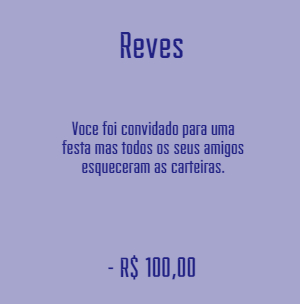 Reves
Voce foi convidado para uma
festa mas todos os seus amigos
esqueceram as carteiras.
- R$ 100,00